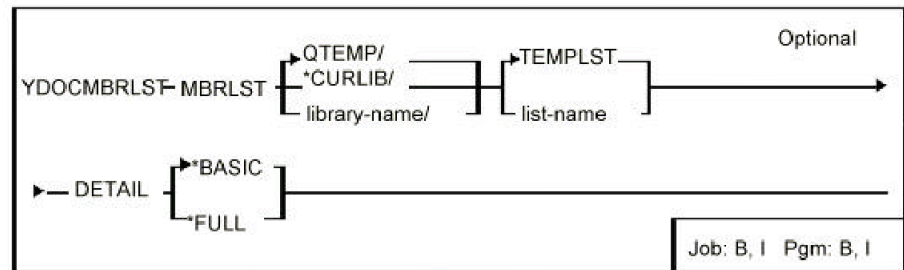 Optional
YDOCMBRLST MBRLST QTEMP/ TEMPLST
*CURLIB/
library-name/ list-name
DETAIL *BASIC
*FULL
Job: B, I Pgm: B, I